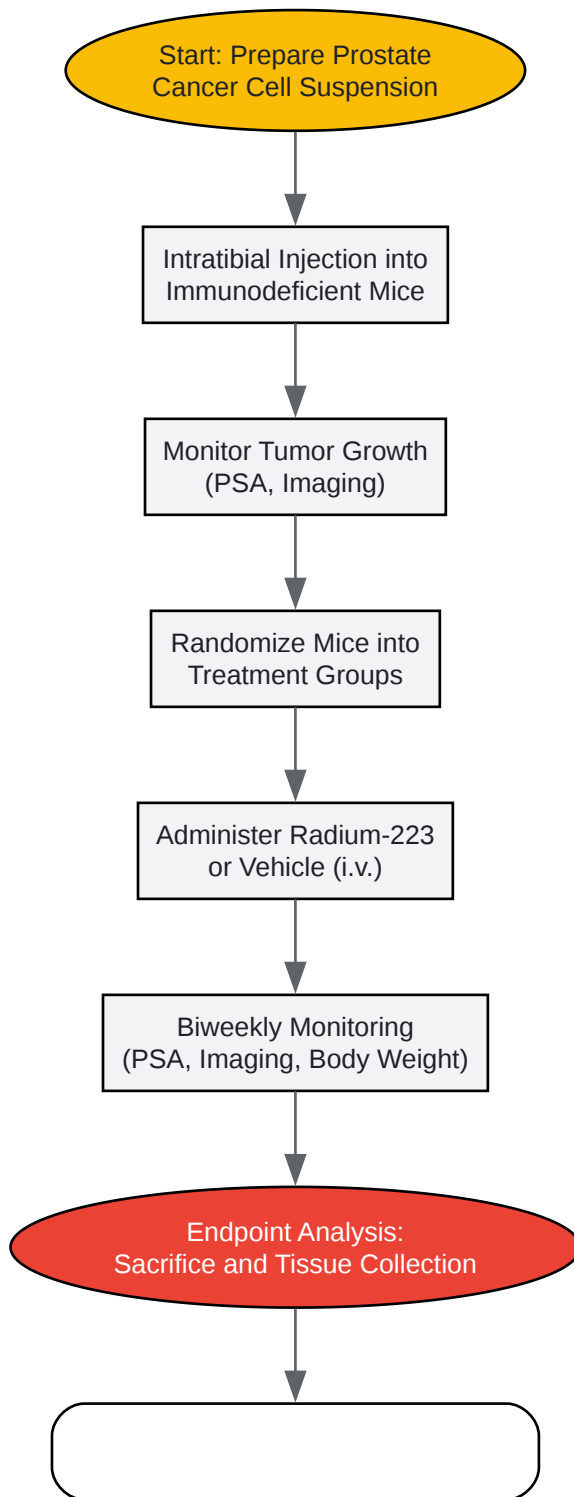 Start: Prepare Prostate
Cancer Cell Suspension
Intratibial Injection into
Immunodeficient Mice
Monitor Tumor Growth
(PSA, Imaging)
Randomize Mice into
Treatment Groups
Administer Radium-223
or Vehicle (i.v.)
Biweekly Monitoring
(PSA, Imaging, Body Weight)
Endpoint Analysis:
Sacrifice and Tissue Collection